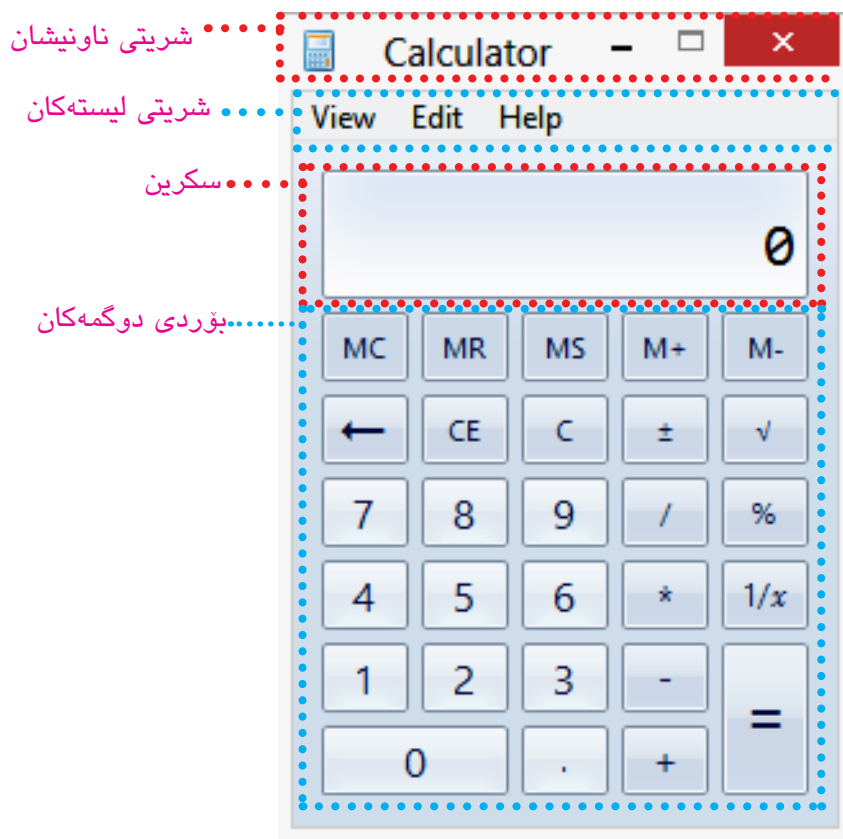 شریتی ناونیشان
Calculator
شریتی لیستەکان
View Edit Help
سکرین
0
بۆردی دوگمەکان
MC MR MS M+ M-
← CE C ± √
7 8 9 / %
4 5 6 * 1/x
1 2 3 - =
0 . +